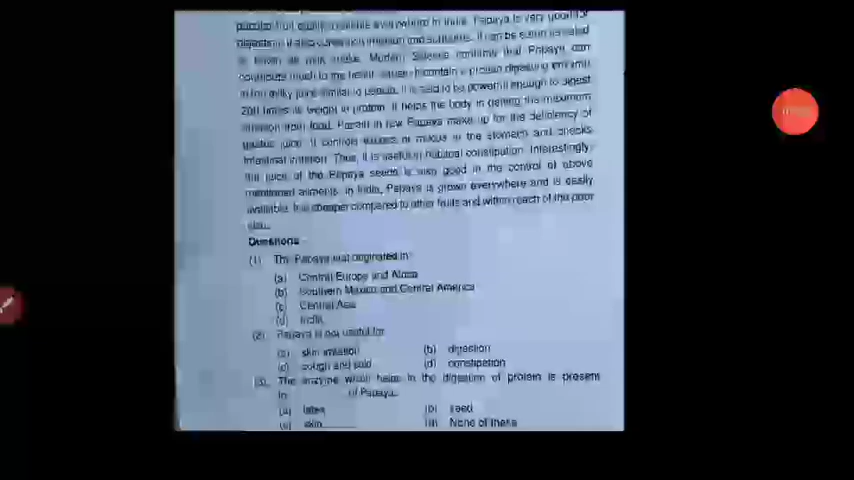 popular fruit easily available everywhere in India. Papaya is very good for
digestion. It also cures skin irritation and sunburns. It can be eaten as salad
Modern Science confirms that Papaya can
contribute much to the health. contain a protein digesting enzyme
in the milky juice similar to pepsin. It is said to be powerful enough to digest
200 times its weight in protein. It helps the body in getting the maximum
nutrition from food. Papain in raw Papaya make up for the deficiency of
gastric juice. It controls excess of mucus in the stomach and checks
intestinal irritation. Thus, it is useful in habitual constipation. Interestingly,
the juice of the Papaya seeds is also good in the control of above
mentioned ailments. In India, Papaya is grown everywhere and is easily
available. It is cheaper compared to other fruits and within reach of the poor
also.
Questions
(1) The Papaya first originated in
(a) Central Europe and Africa
(b) Southern Mexico and Central America
(c) Central Asia
(d) India
(2) Papaya is not useful for
(a) skin irritation (b) digestion
(c) cough and cold (d) constipation
(3) The enzyme which helps in the digestion of protein is present
in of Papaya.
(a) latex (b) seed
(c) skin (d) None of these